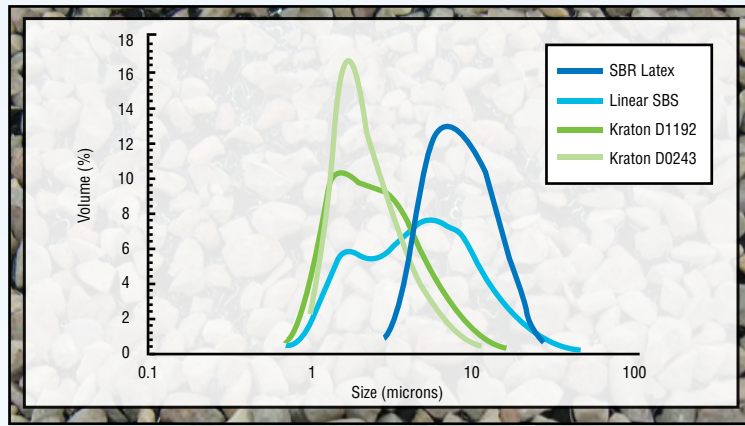 18
16
14
12
10
8
6
4
2
0
Volume (%)
0.1 1 10 100
Size (microns)
SBR Latex
Linear SBS
Kraton D1192
Kraton D0243